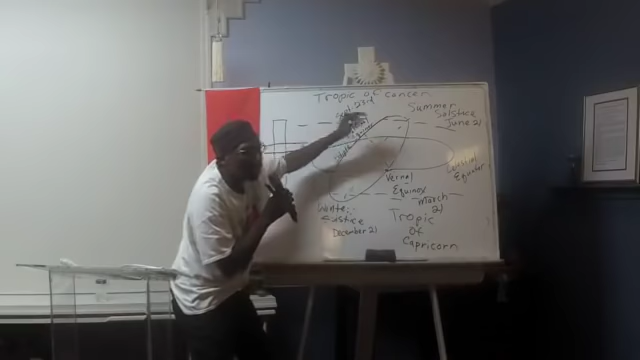 Tropic of cancer
23rd
Summer
Solstice
June 21
Celestial
Equator
Vernal
Equinox
March
21
Winter
Solstice
December 21
Tropic
Of
Capricorn